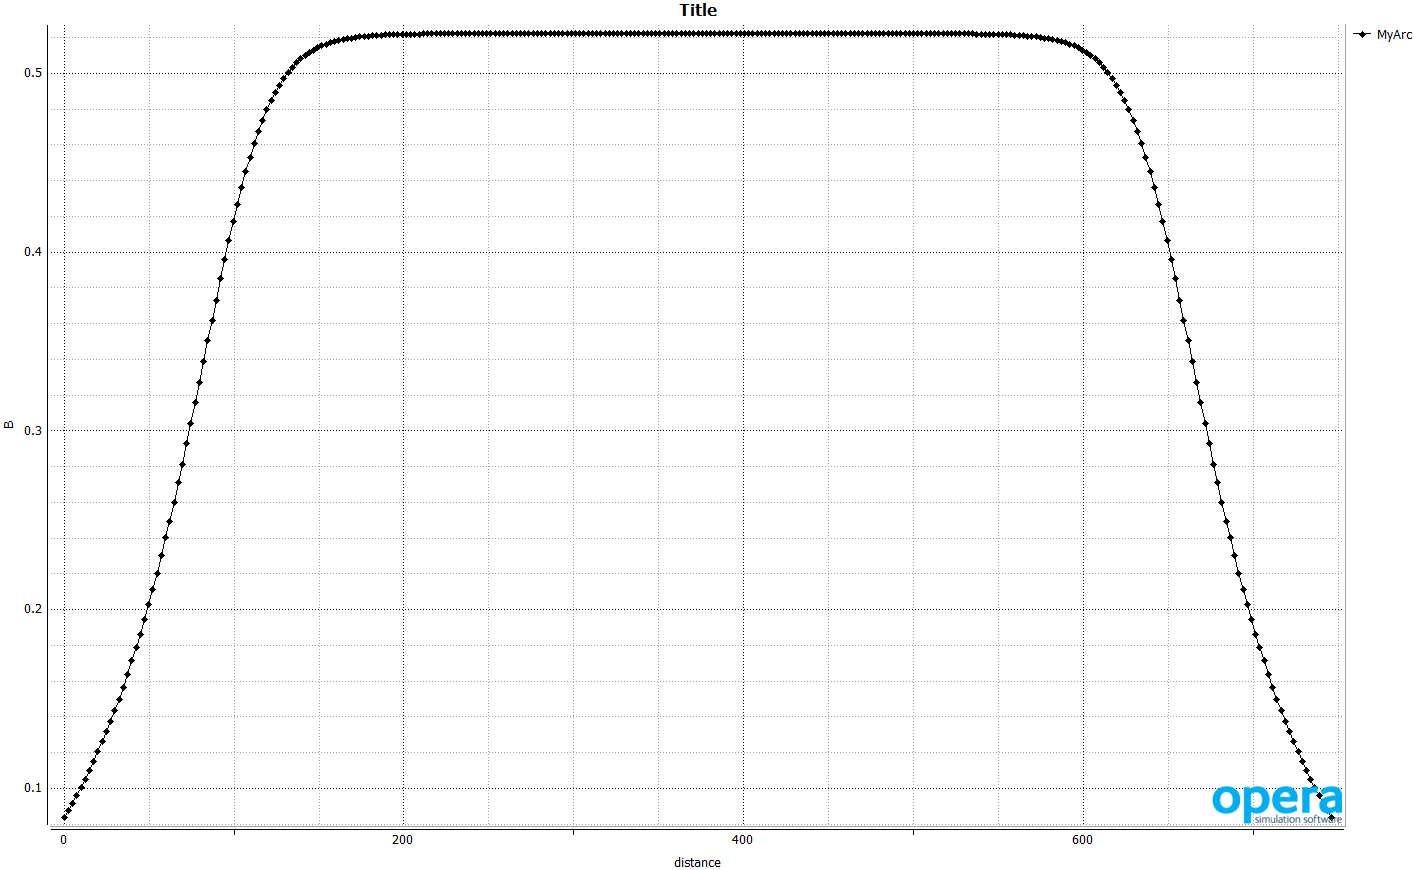 Title
MyArc
0.5
0.4
0.3
0.2
0.1
B
0 200 400 600
distance
opera
simulation software